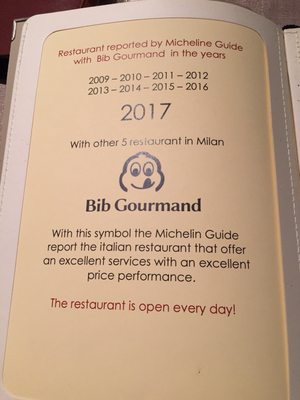 Restaurant reported by Micheline Guide
with Bib Gourmand in the years
2009 – 2010 – 2011 – 2012
2013 – 2014 – 2015 – 2016
2017
With other 5 restaurant in Milan
Bib Gourmand
With this symbol the Michelin Guide
report the italian restaurant that offer
an excellent services with an excellent
price performance.
The restaurant is open every day!